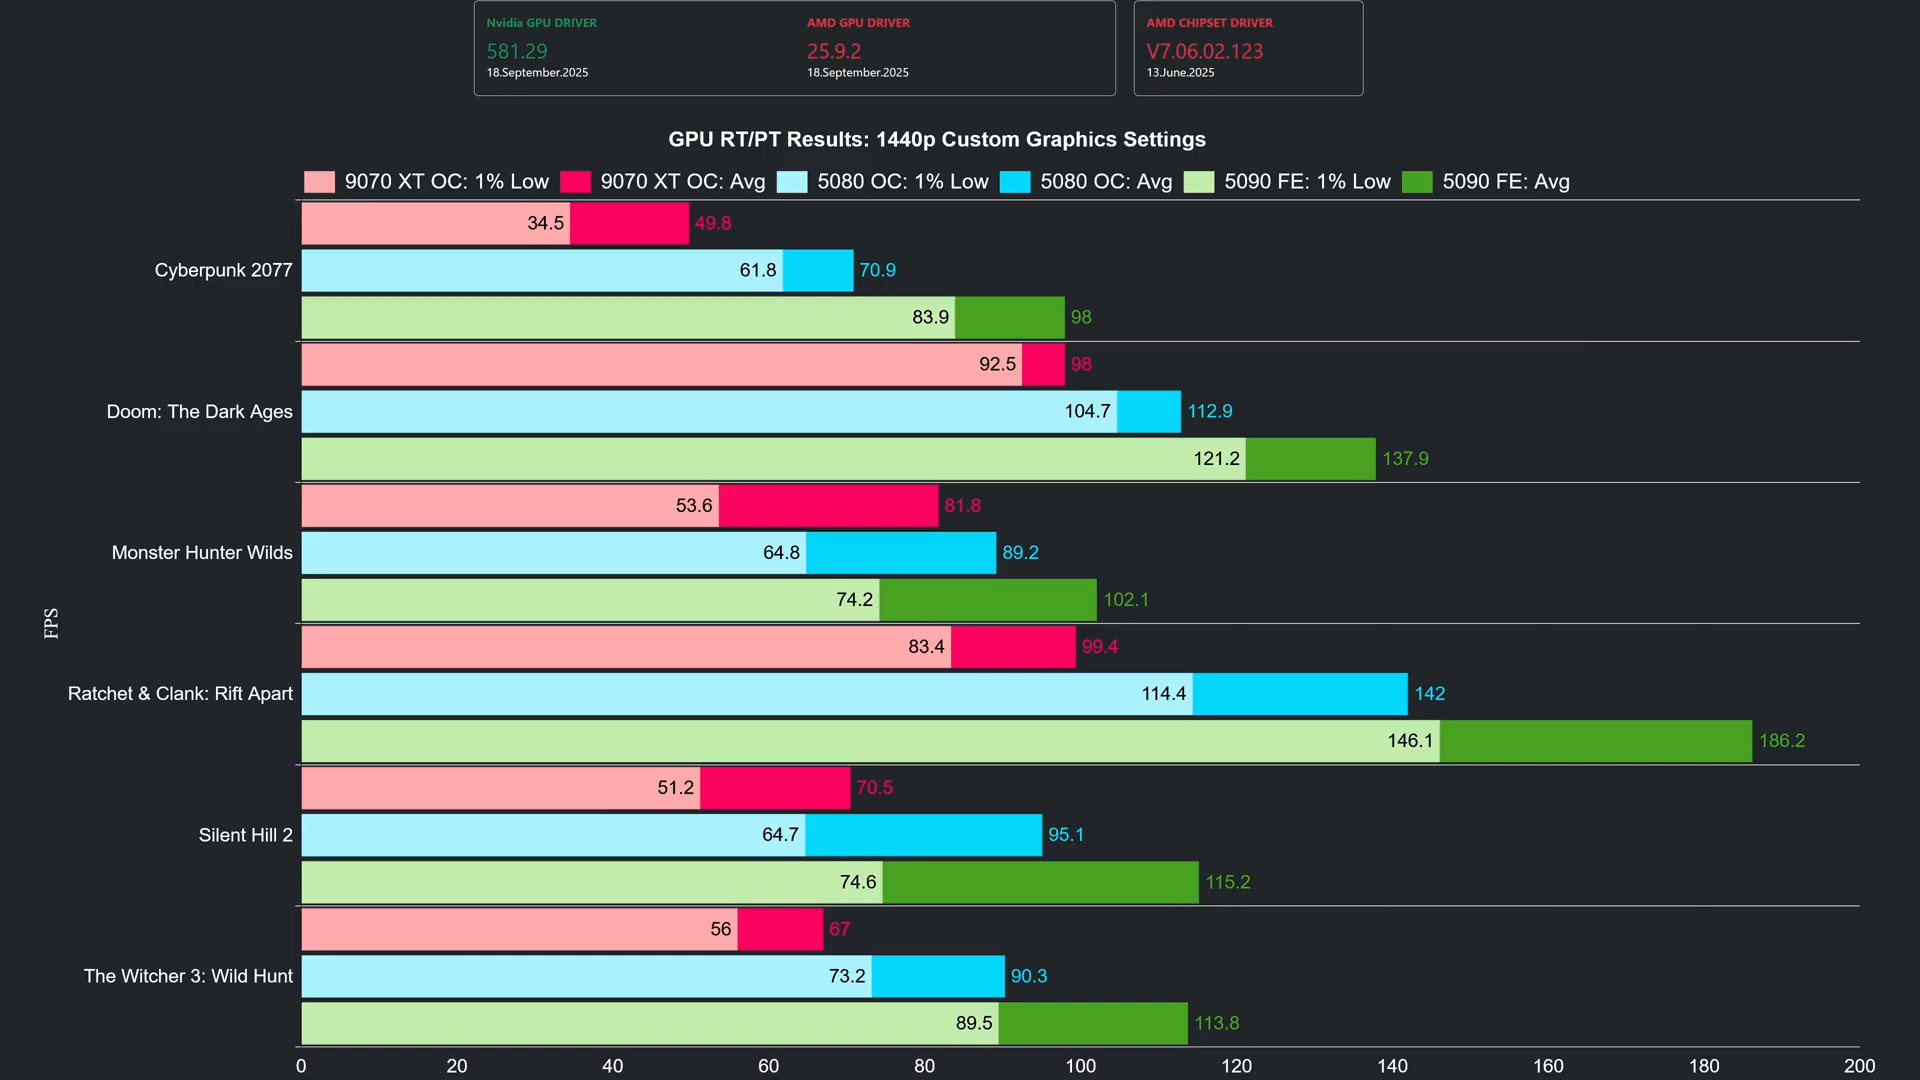 Nvidia GPU DRIVER
581.29
18.September.2025
AMD GPU DRIVER
25.9.2
18.September.2025
AMD CHIPSET DRIVER
V7.06.02.123
13.June.2025
GPU RT/PT Results: 1440p Custom Graphics Settings
9070 XT OC: 1% Low 9070 XT OC: Avg 5080 OC: 1% Low 5080 OC: Avg 5090 FE: 1% Low 5090 FE: Avg
FPS
Cyberpunk 2077
34.5 49.8
61.8 70.9
83.9 98
Doom: The Dark Ages
92.5 98
104.7 112.9
121.2 137.9
Monster Hunter Wilds
53.6 81.8
64.8 89.2
74.2 102.1
Ratchet & Clank: Rift Apart
83.4 99.4
114.4 142
146.1 186.2
Silent Hill 2
51.2 70.5
64.7 95.1
74.6 115.2
The Witcher 3: Wild Hunt
56 67
73.2 90.3
89.5 113.8
0 20 40 60 80 100 120 140 160 180 200